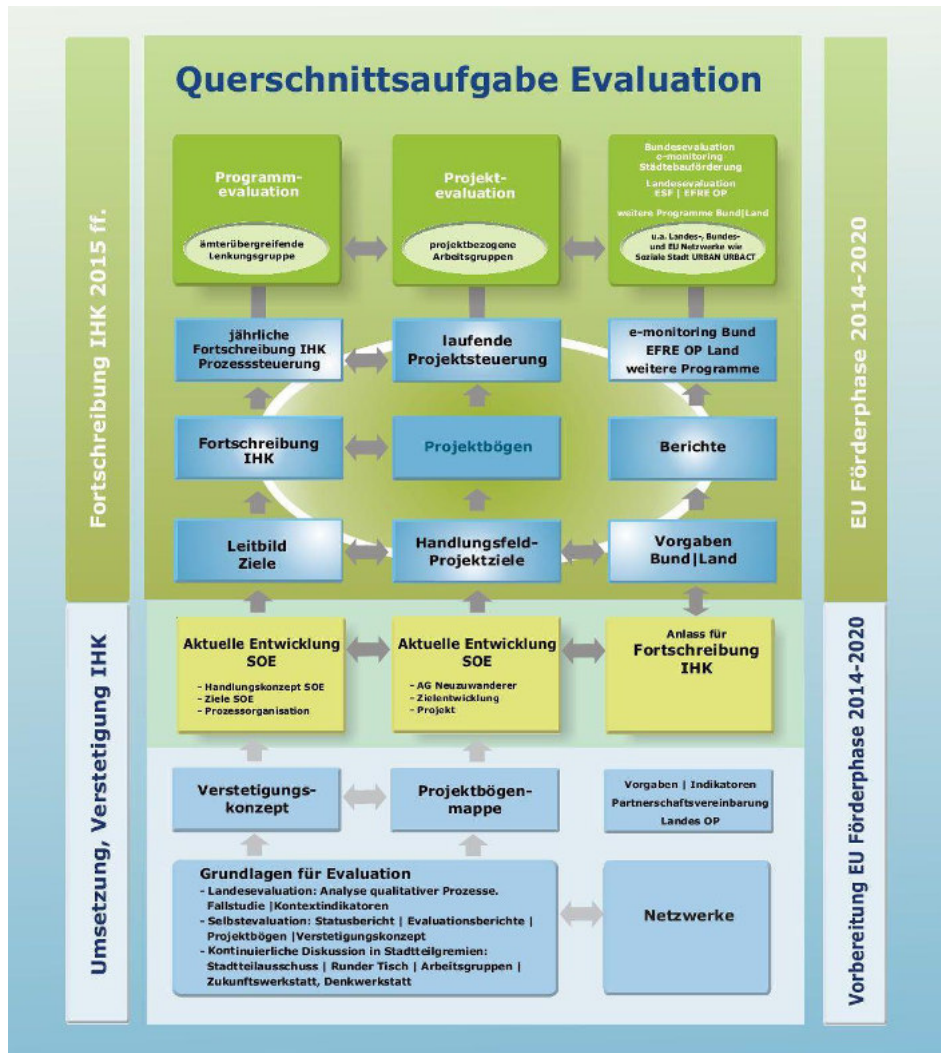 Querschnittsaufgabe Evaluation
Fortschreibung IHK 2015 ff.
Umsetzung, Verstetigung IHK
EU Förderphase 2014-2020
Vorbereitung EU Förderphase 2014-2020
Programm-
evaluation
ämterübergreifende
Lenkungsgruppe
Projekt-
evaluation
projektbezogene
Arbeitsgruppen
Bundesevaluation
e-monitoring
Städtebauförderung
Landesevaluation
ESF | EFRE OP
weitere Programme Bund|Land
u.a. Landes-, Bundes-
und EU Netzwerke wie
Soziale Stadt URBAN URBACT
jährliche
Fortschreibung IHK
Prozesssteuerung
laufende
Projektsteuerung
e-monitoring Bund
EFRE OP Land
weitere Programme
Fortschreibung
IHK
Projektbögen
Berichte
Leitbild
Ziele
Handlungsfeld-
Projektziele
Vorgaben
Bund|Land
Aktuelle Entwicklung
SOE
- Handlungskonzept SOE
- Ziele SOE
- Prozessorganisation
Aktuelle Entwicklung
SOE
- AG Neuzuwanderer
- Zielentwicklung
- Projekt
Anlass für
Fortschreibung
IHK
Verstetigungs-
konzept
Projektbögen-
mappe
Vorgaben | Indikatoren
Partnerschaftsvereinbarung
Landes OP
Grundlagen für Evaluation
- Landesevaluation: Analyse qualitativer Prozesse.
Fallstudie |Kontextindikatoren
- Selbstevaluation: Statusbericht | Evaluationsberichte |
Projektbögen |Verstetigungskonzept
- Kontinuierliche Diskussion in Stadtteilgremien:
Stadtteilausschuss | Runder Tisch | Arbeitsgruppen |
Zukunftswerkstatt, Denkwerkstatt
Netzwerke